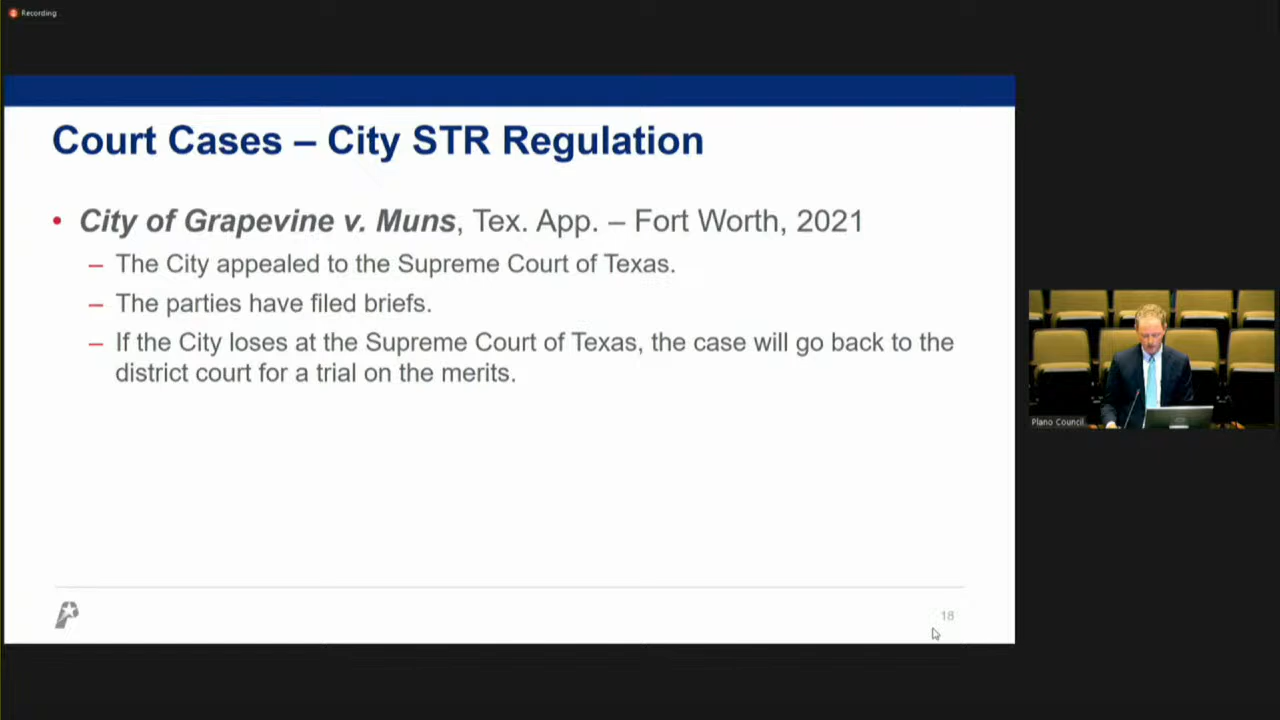 Recording
Court Cases – City STR Regulation
• City of Grapevine v. Muns, Tex. App. – Fort Worth, 2021
– The City appealed to the Supreme Court of Texas.
– The parties have filed briefs.
– If the City loses at the Supreme Court of Texas, the case will go back to the
district court for a trial on the merits.
Plano Council
18